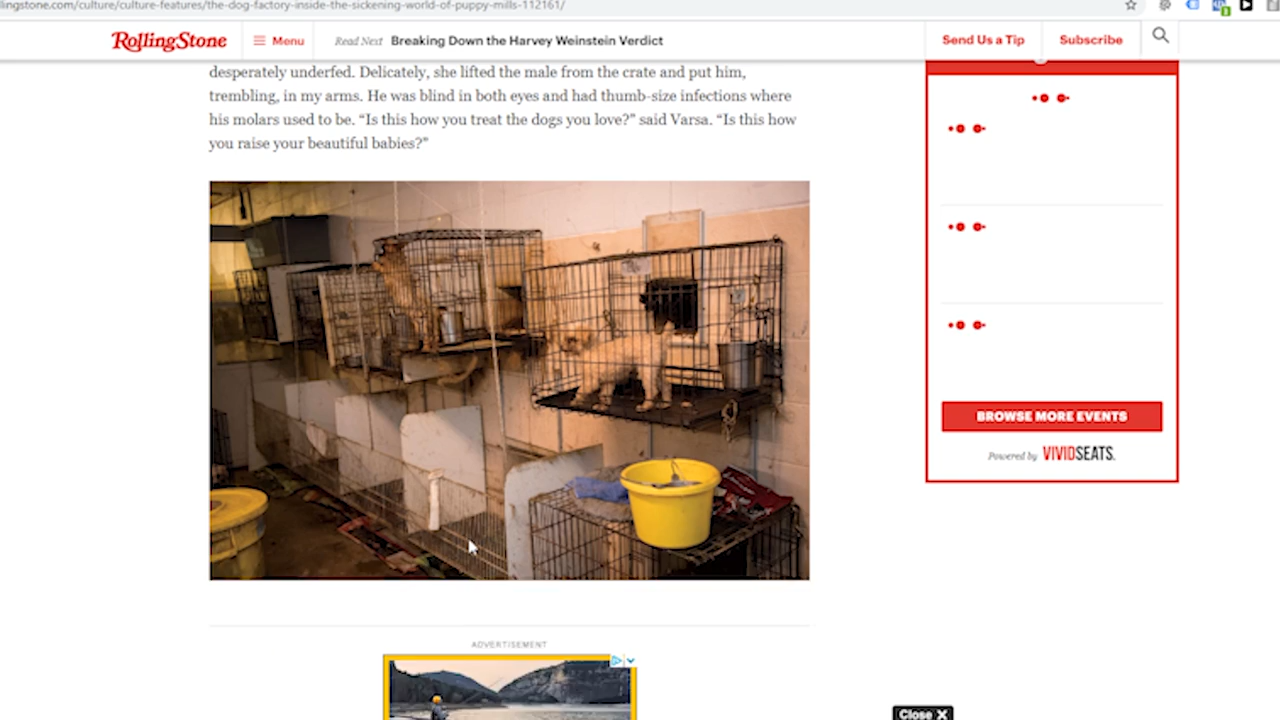 lingstone.com/culture/culture-features/the-dog-factory-inside-the-sickening-world-of-puppy-mills-112161/
RollingStone
Menu
Read Next Breaking Down the Harvey Weinstein Verdict
Send Us a Tip
Subscribe
desperately underfed. Delicately, she lifted the male from the crate and put him,
trembling, in my arms. He was blind in both eyes and had thumb-size infections where
his molars used to be. “Is this how you treat the dogs you love?” said Varsa. “Is this how
you raise your beautiful babies?”
BROWSE MORE EVENTS
Powered by VIVIDSEATS.
ADVERTISEMENT
Close X